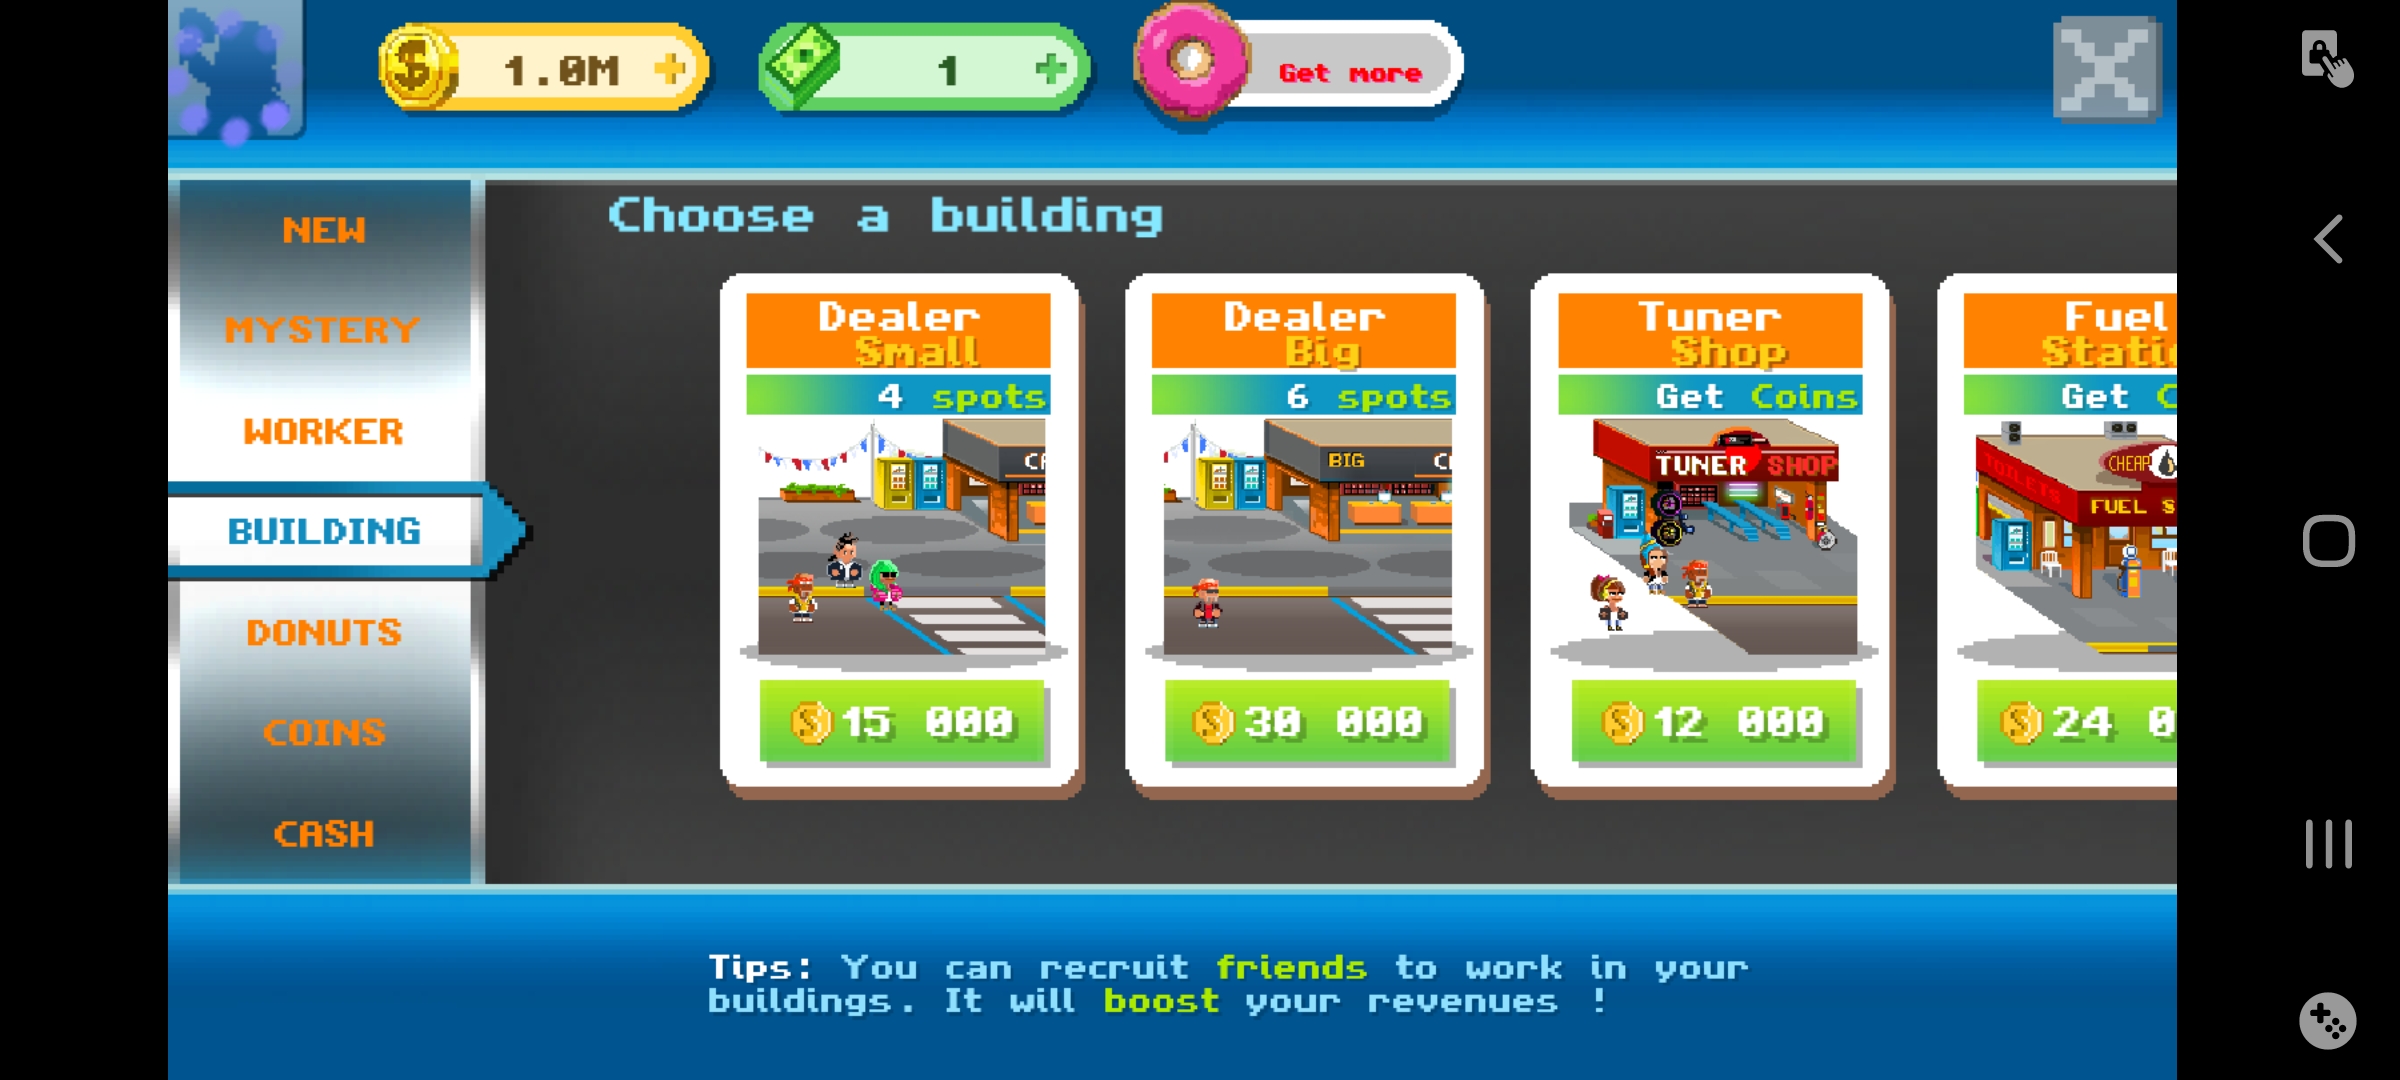 1.0M
1
Get more
NEW
MYSTERY
WORKER
BUILDING
DONUTS
COINS
CASH
Choose a building
Dealer
Small
4 spots
15 000
Dealer
Big
6 spots
BIG
30 000
Tuner
Shop
Get Coins
TUNER SHOP
12 000
Fuel
Get
TOILETS
CHEAP
FUEL S
24 0
Tips: You can recruit friends to work in your
buildings. It will boost your revenues !